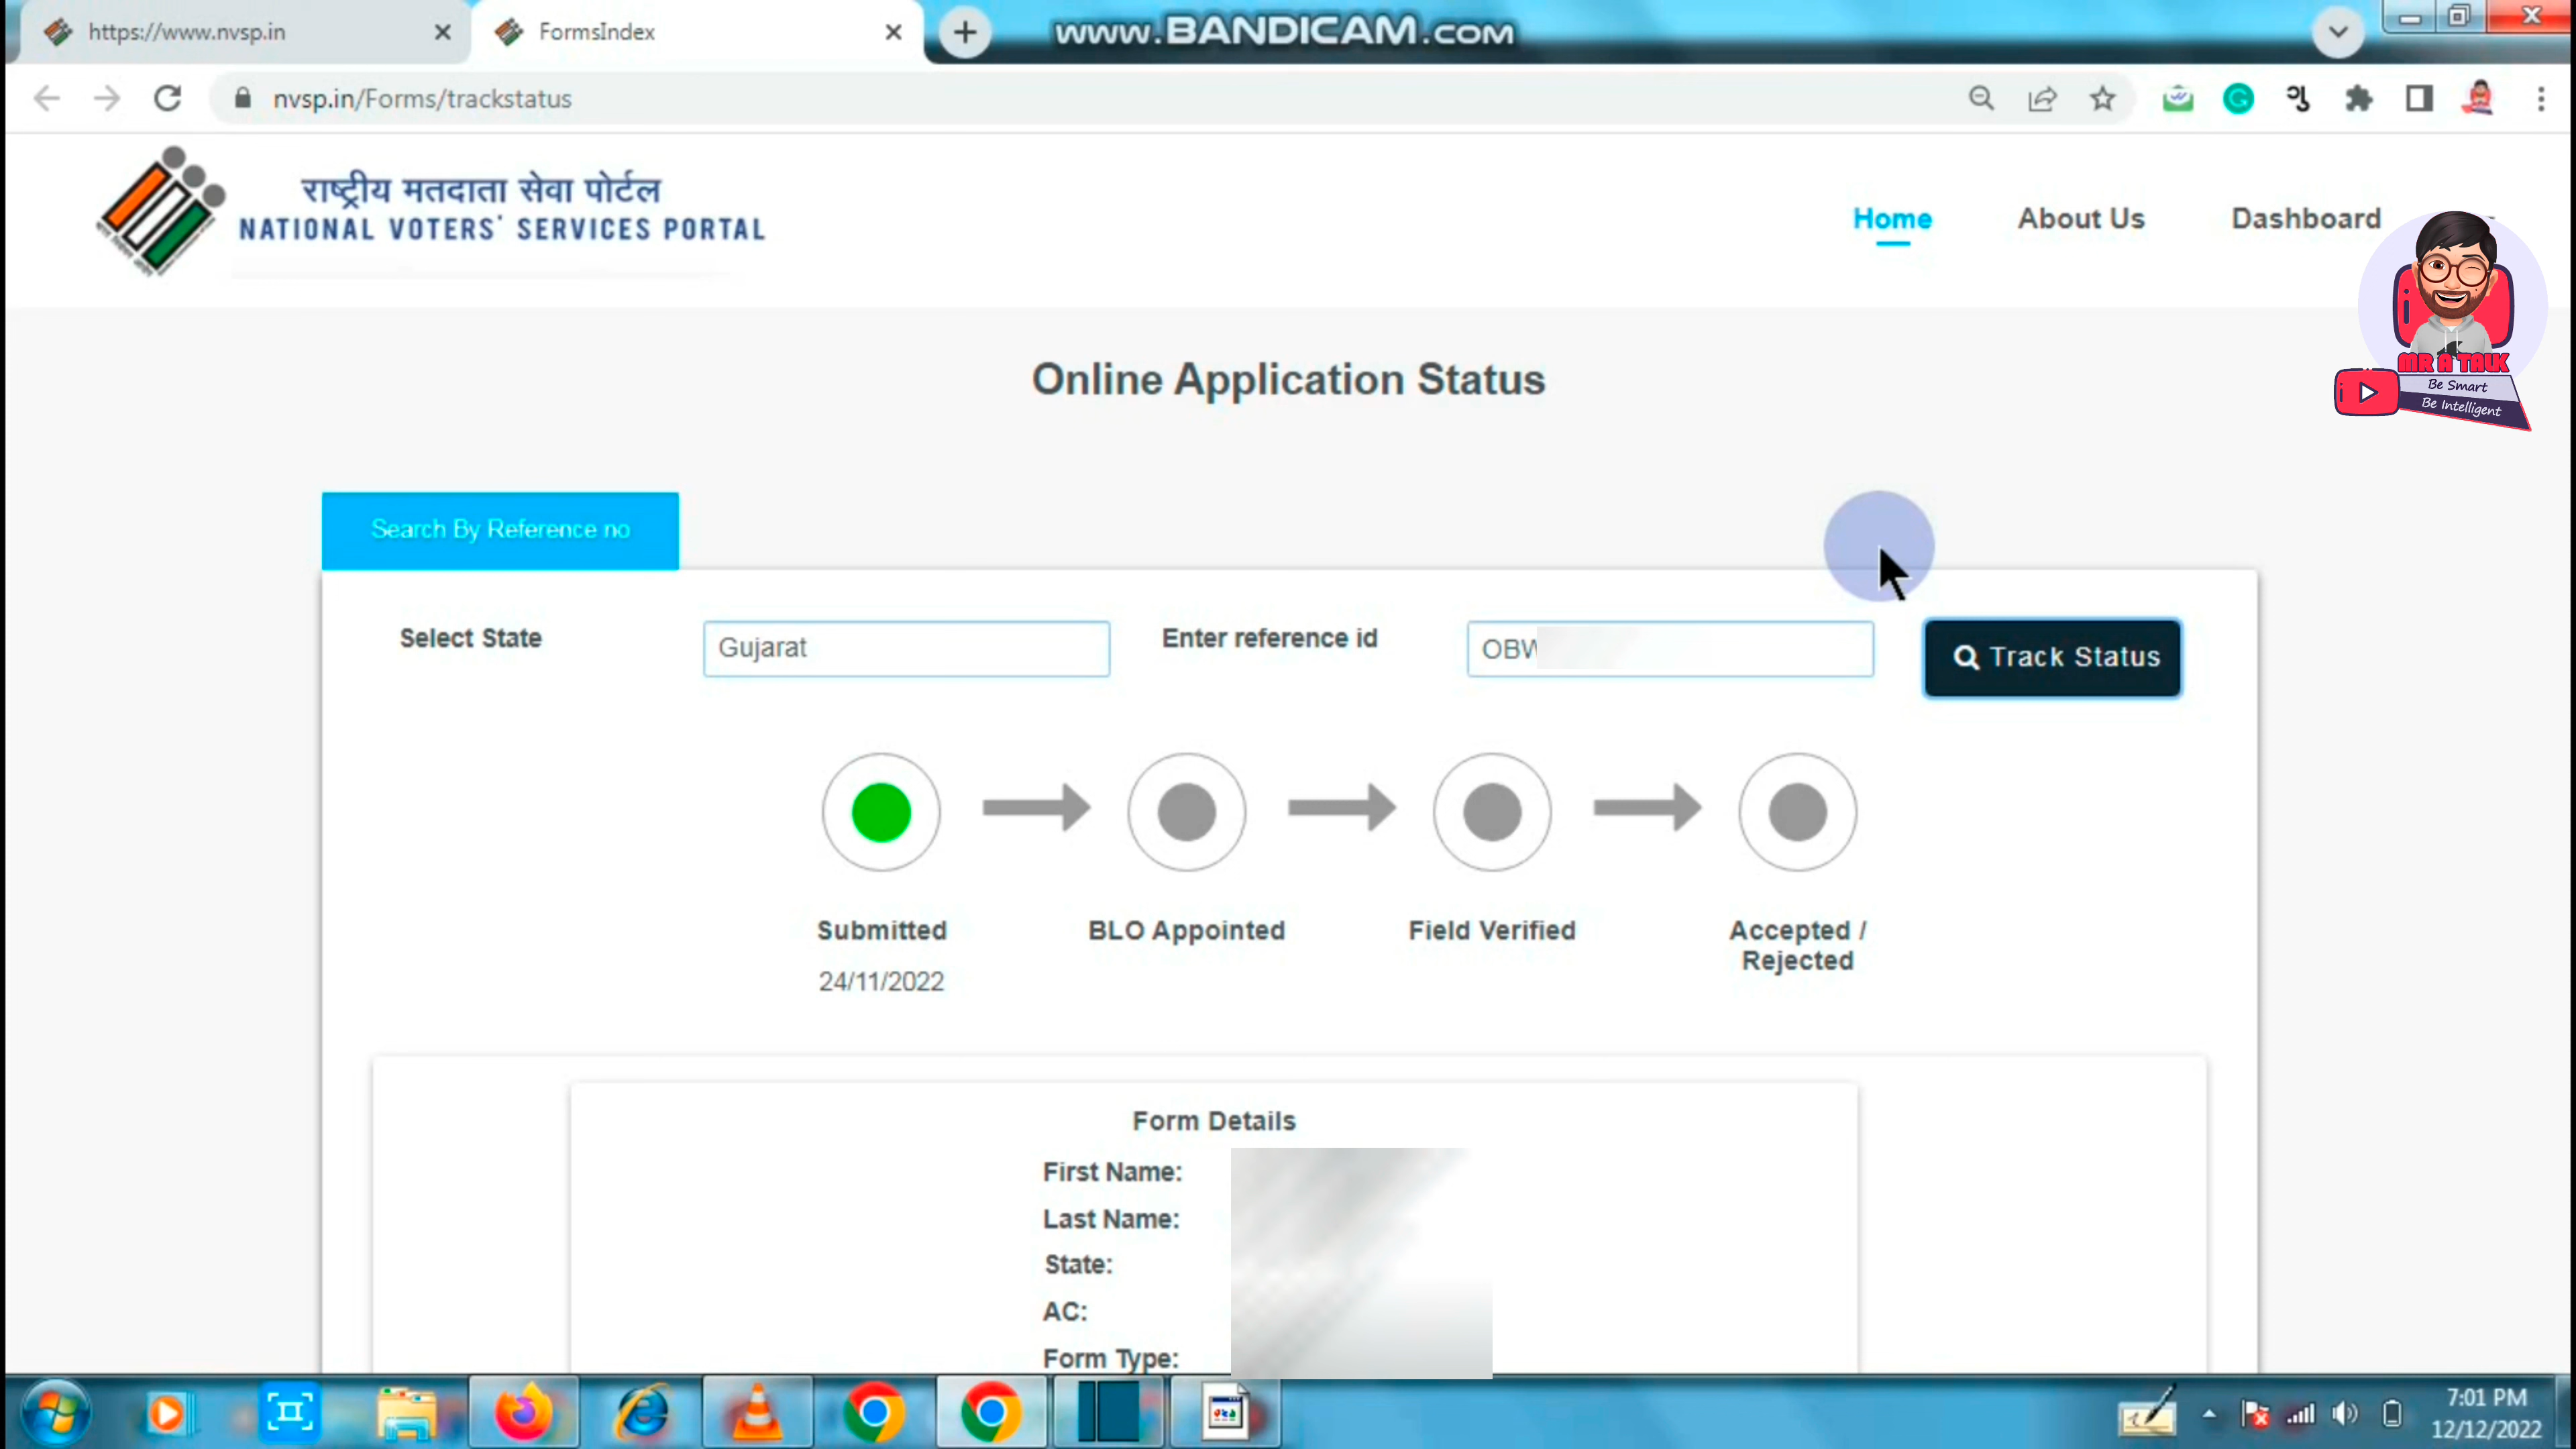 https://www.nvsp.in
FormsIndex
www.BANDICAM.com
nvsp.in/Forms/trackstatus
राष्ट्रीय मतदाता सेवा पोर्टल
NATIONAL VOTERS' SERVICES PORTAL
Home
About Us
Dashboard
MR A TALK
Be Smart
Be Intelligent
Online Application Status
Search By Reference no
Select State
Gujarat
Enter reference id
OBW
Track Status
Submitted
BLO Appointed
Field Verified
Accepted /
Rejected
24/11/2022
Form Details
First Name:
Last Name:
State:
AC:
Form Type:
7:01 PM
12/12/2022